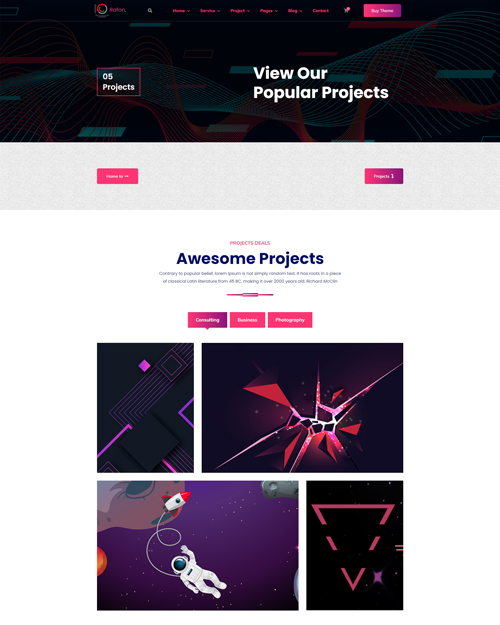 Rafon.
Home
Service
Project
Pages
Blog
Contact
Buy Theme
05
Projects
View Our
Popular Projects
Home to
Projects
PROJECTS DEALS
Awesome Projects
Contrary to popular belief, lorem Ipsum is not simply random text. It has roots in a piece
of classical Latin literature from 45 BC, making it over 2000 years old. Richard McClin
Consulting
Business
Photography